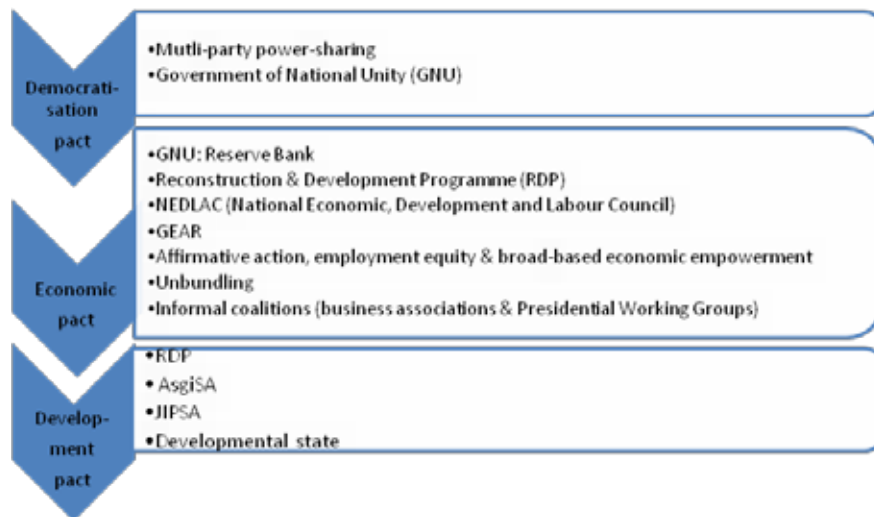 Democrati-
sation
pact
•Mutli-party power-sharing
•Government of National Unity (GNU)
Economic
pact
•GNU: Reserve Bank
•Reconstruction & Development Programme (RDP)
•NEDLAC (National Economic, Development and Labour Council)
•GEAR
•Affirmative action, employment equity & broad-based economic empowerment
•Unbundling
•Informal coalitions (business associations & Presidential Working Groups)
Develop-
ment
pact
•RDP
• AsgiSA
•JIPSA
•Developmental state